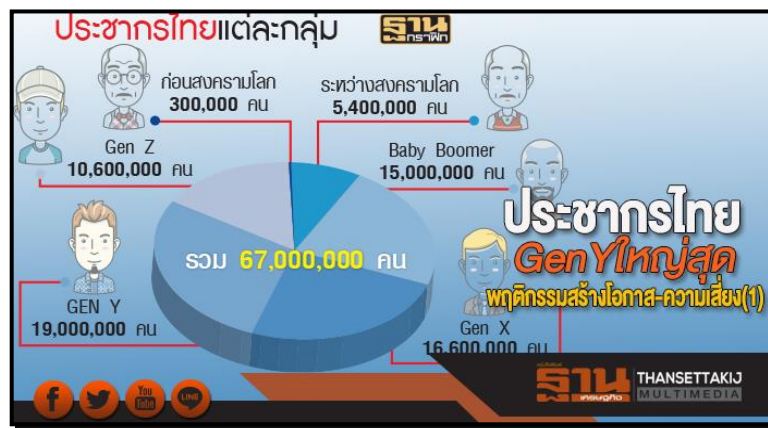 ประชากรไทยแต่ละกลุ่ม
ฐาน
กราฟิก
ก่อนสงครามโลก
300,000 คน
ระหว่างสงครามโลก
5,400,000 คน
Gen Z
10,600,000 คน
Baby Boomer
15,000,000 คน
ประชากรไทย
Gen Yใหญ่สุด
พฤติกรรมสร้างโอกาส-ความเสี่ยง(1)
รวม 67,000,000 คน
GEN Y
19,000,000 คน
Gen X
16,600,000 คน
ฐาน
เศรษฐกิจ
THANSETTAKIJ
MULTIMEDIA
You
Tube
LINE